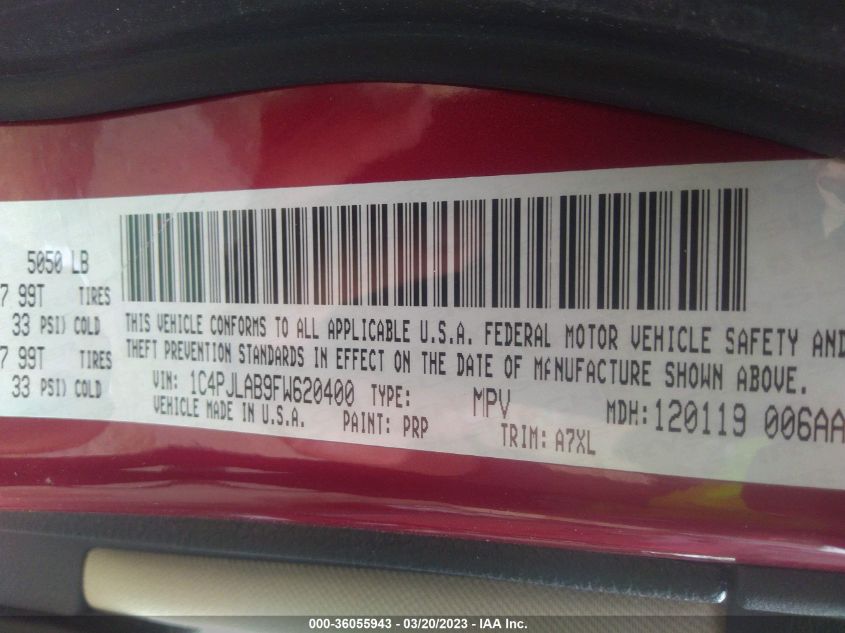 5050 LB
7 99T TIRES
33 PSI) COLD
7 99T TIRES
33 PSI) COLD
THIS VEHICLE CONFORMS TO ALL APPLICABLE U.S.A. FEDERAL MOTOR VEHICLE SAFETY AND
THEFT PREVENTION STANDARDS IN EFFECT ON THE DATE OF MANUFACTURE SHOWN ABOVE.
VIN: 1C4PJLAB9FW620400 TYPE: MPV MDH:120119 006AA
VEHICLE MADE IN U.S.A. PAINT: PRP TRIM: A7XL
000-36055943 - 03/20/2023 - IAA Inc.